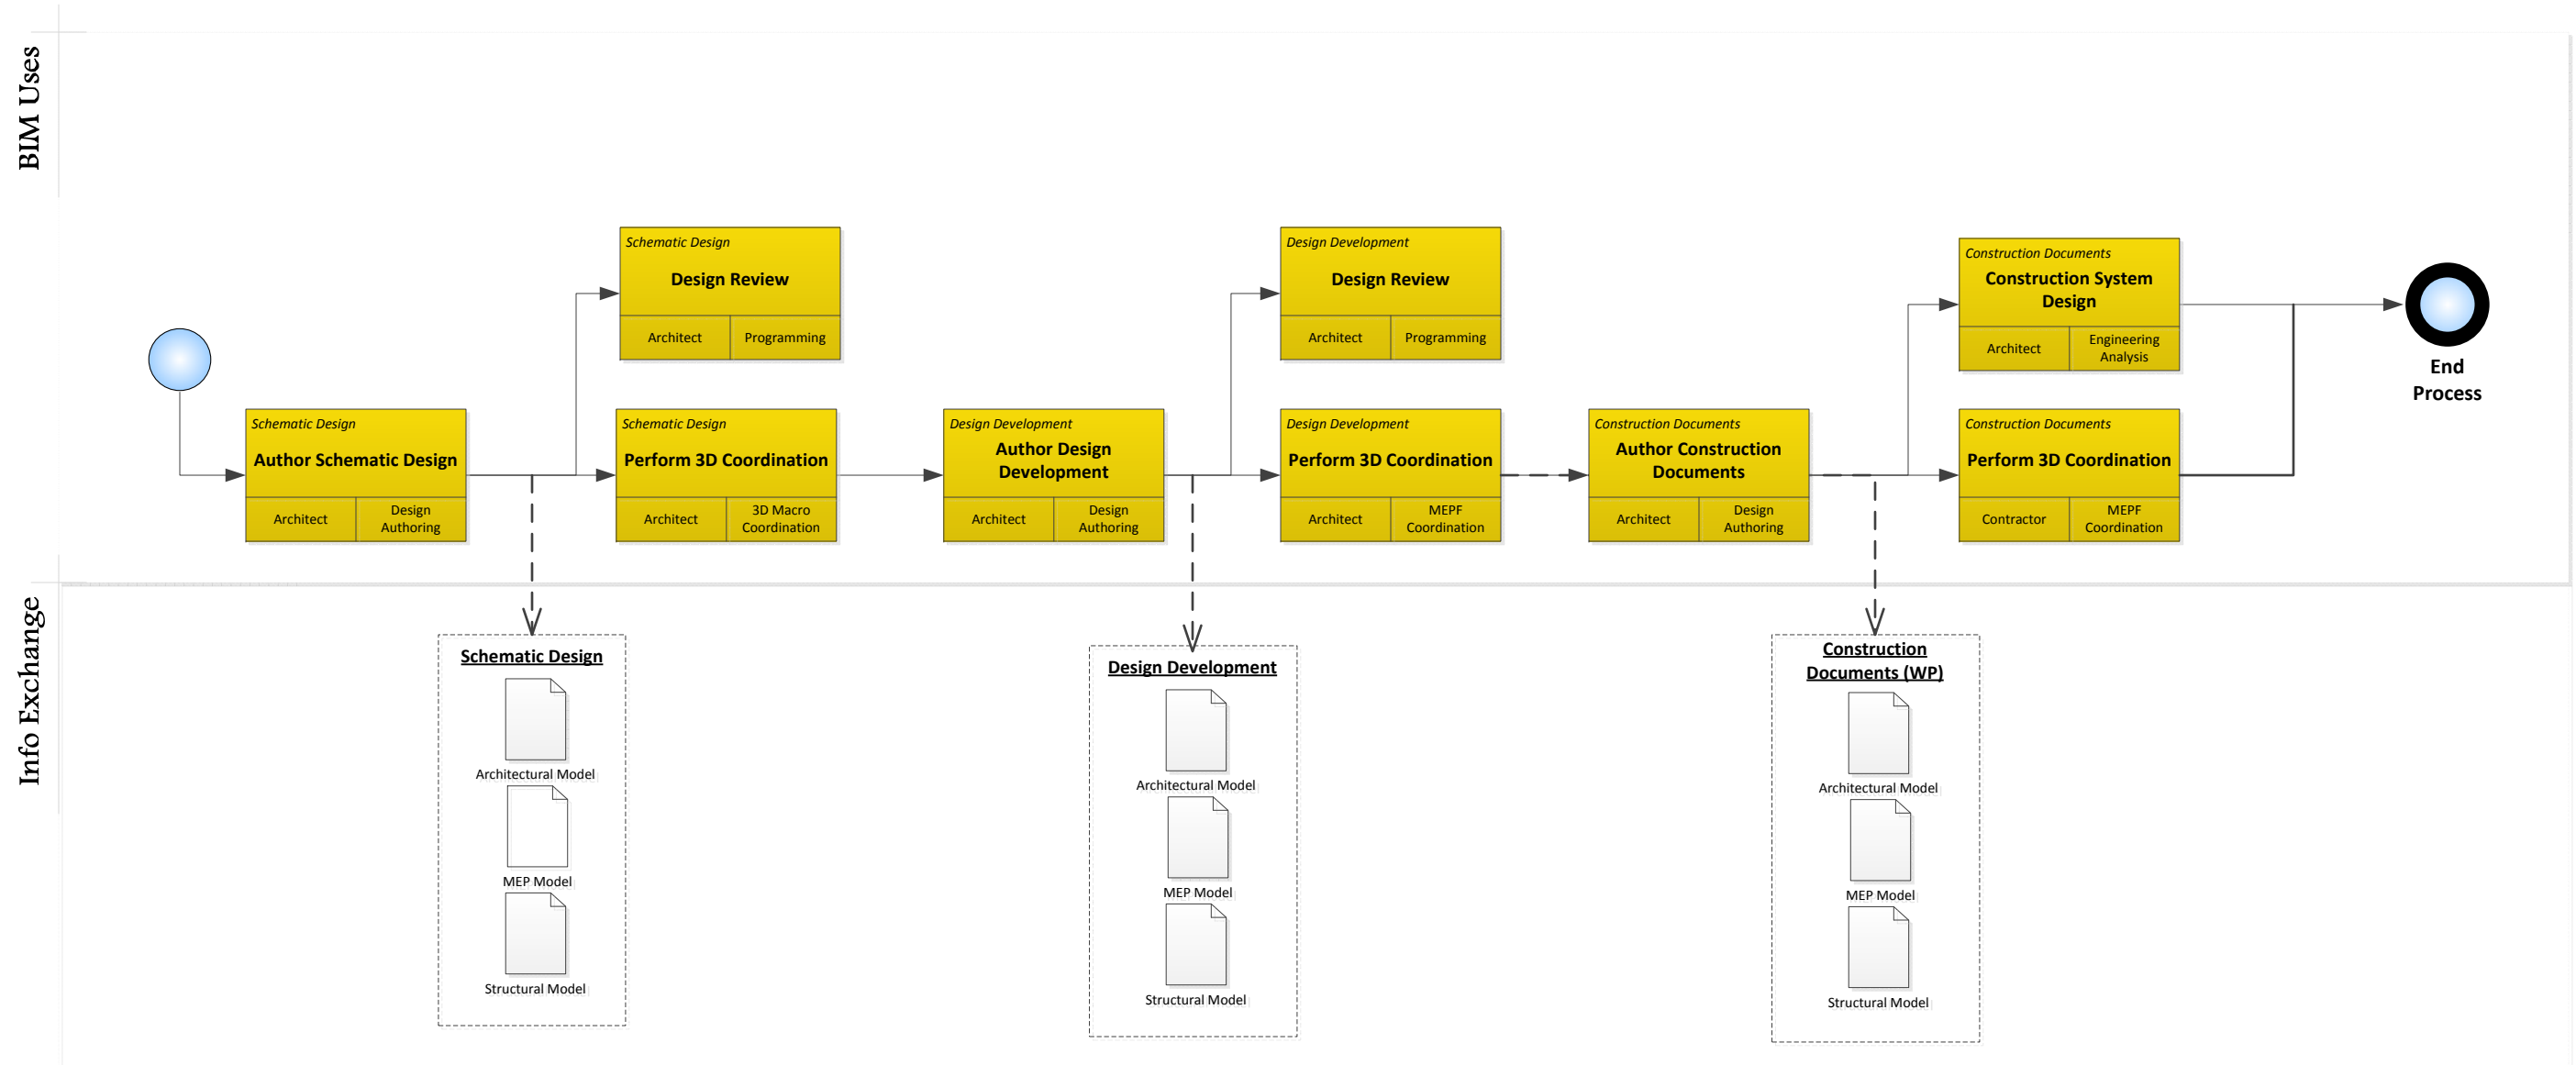 BIM Uses
Schematic Design
Design Review
Architect
Programming
Design Development
Design Review
Architect
Programming
Construction Documents
Construction System
Design
Architect
Engineering
Analysis
End
Process
Schematic Design
Author Schematic Design
Architect
Design
Authoring
Schematic Design
Perform 3D Coordination
Architect
3D Macro
Coordination
Design Development
Author Design
Development
Architect
Design
Authoring
Design Development
Perform 3D Coordination
Architect
MEPF
Coordination
Construction Documents
Author Construction
Documents
Architect
Design
Authoring
Construction Documents
Perform 3D Coordination
Contractor
MEPF
Coordination
Info Exchange
Schematic Design
Architectural Model
MEP Model
Structural Model
Design Development
Architectural Model
MEP Model
Structural Model
Construction
Documents (WP)
Architectural Model
MEP Model
Structural Model